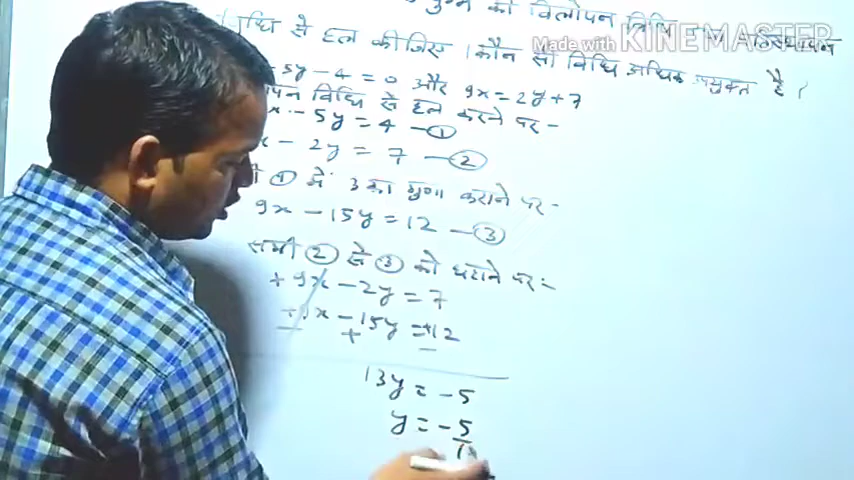 युग्म को विलोपन विधि
विधि से हल कीजिए । कौन सी विधि अधिक उपयुक्त है ।
Made with KINEMASTER
- 5y - 4 = 0 और 9x = 2y + 7
विधि से हल करने पर -
x - 5y = 4 - ①
x - 2y = 7 - ②
① में 3 का गुणा कराने पर -
9x - 15y = 12 - ③
समी ② से ③ को घटाने पर :-
+ 9x - 2y = 7
+ 9x - 15y = +12
- + -
13y = - 5
y = - 5